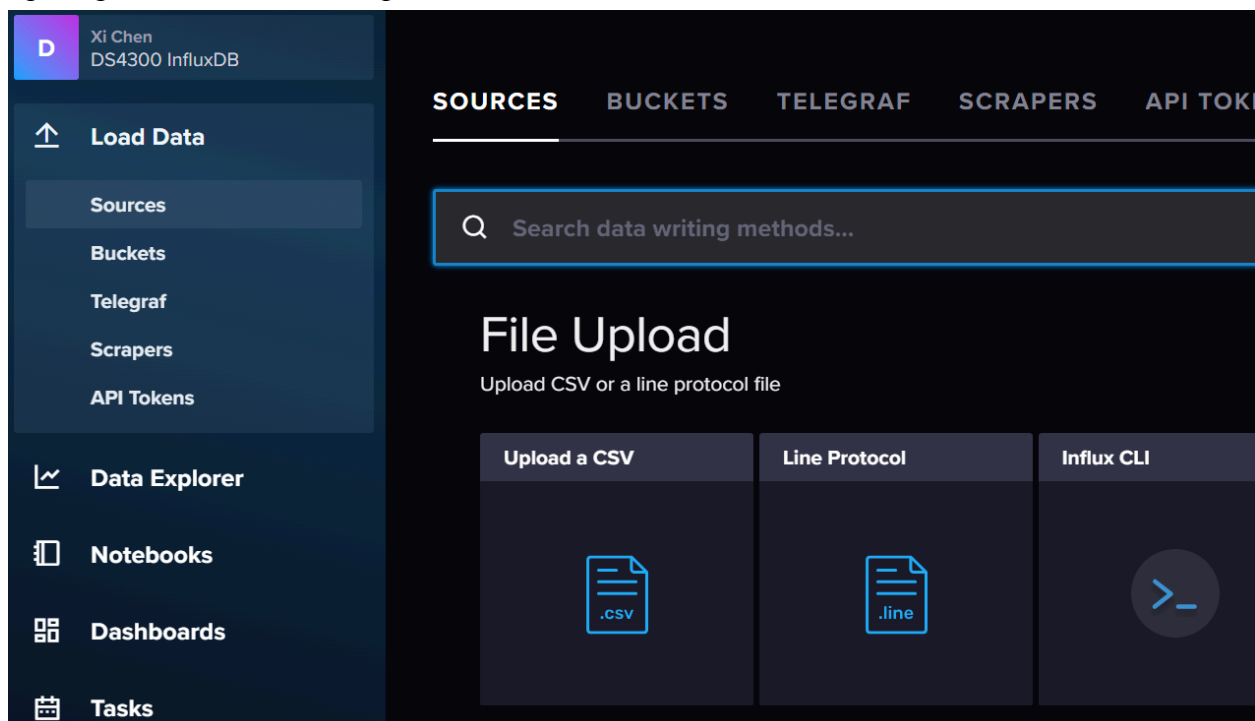 D
Xi Chen
DS4300 InfluxDB
Load Data
Sources
Buckets
Telegraf
Scrapers
API Tokens
Data Explorer
Notebooks
Dashboards
Tasks
SOURCES BUCKETS TELEGRAF SCRAPERS API TOK
Search data writing methods...
File Upload
Upload CSV or a line protocol file
Upload a CSV Line Protocol Influx CLI
.csv .line >_